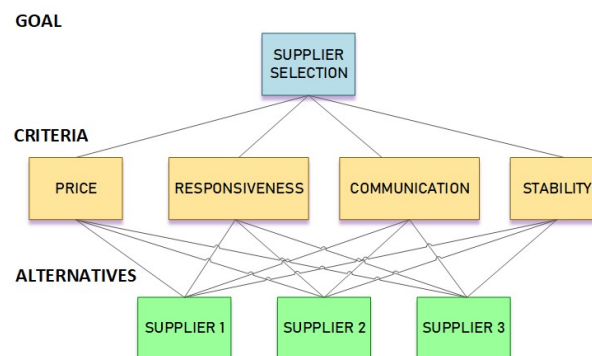 GOAL
SUPPLIER
SELECTION
CRITERIA
PRICE
RESPONSIVENESS
COMMUNICATION
STABILITY
ALTERNATIVES
SUPPLIER 1
SUPPLIER 2
SUPPLIER 3